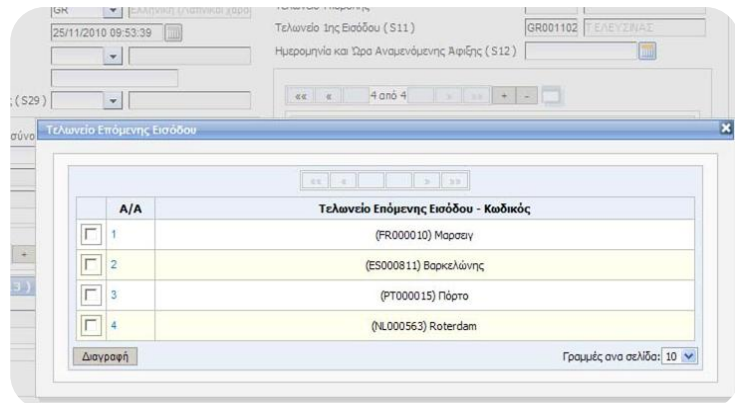 GR
25/11/2010 09:53:39
Τελωνείο 1ης Εισόδου (S11)
GR001102 ΤΕΛΕΥΣΙΝΑΣ
Ημερομηνία και Ώρα Αναμενόμενης Άφιξης (S12)
(S29)
«« « 4 από 4 » »» + -
Τελωνείο Επόμενης Εισόδου
«« « » »»
Α/Α Τελωνείο Επόμενης Εισόδου - Κωδικός
1 (FR000010) Μαρσειγ
2 (ES000811) Βαρκελώνης
3 (PT000015) Πόρτο
4 (NL000563) Roterdam
Διαγραφή Γραμμές ανα σελίδα: 10